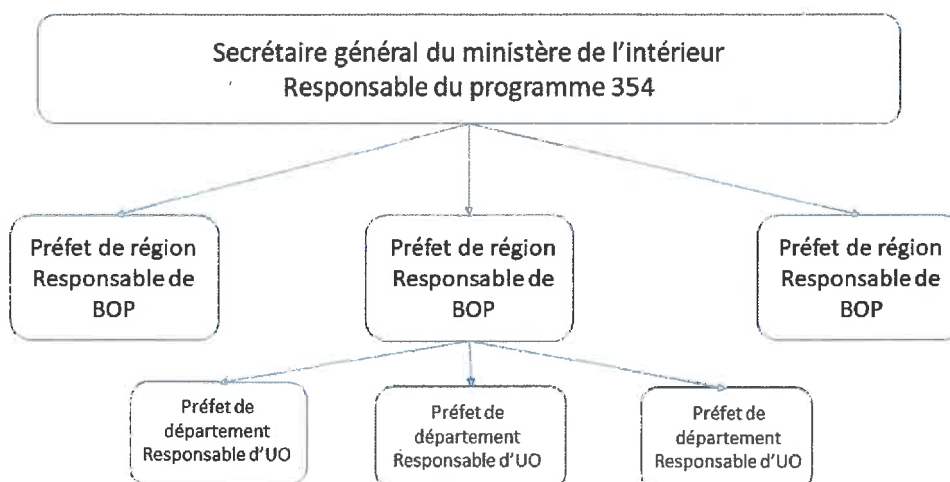 Secrétaire général du ministère de l'intérieur
Responsable du programme 354
Préfet de région
Responsable de
BOP
Préfet de région
Responsable de
BOP
Préfet de région
Responsable de
BOP
Préfet de
département
Responsable d'UO
Préfet de
département
Responsable d'UO
Préfet de
département
Responsable d'UO